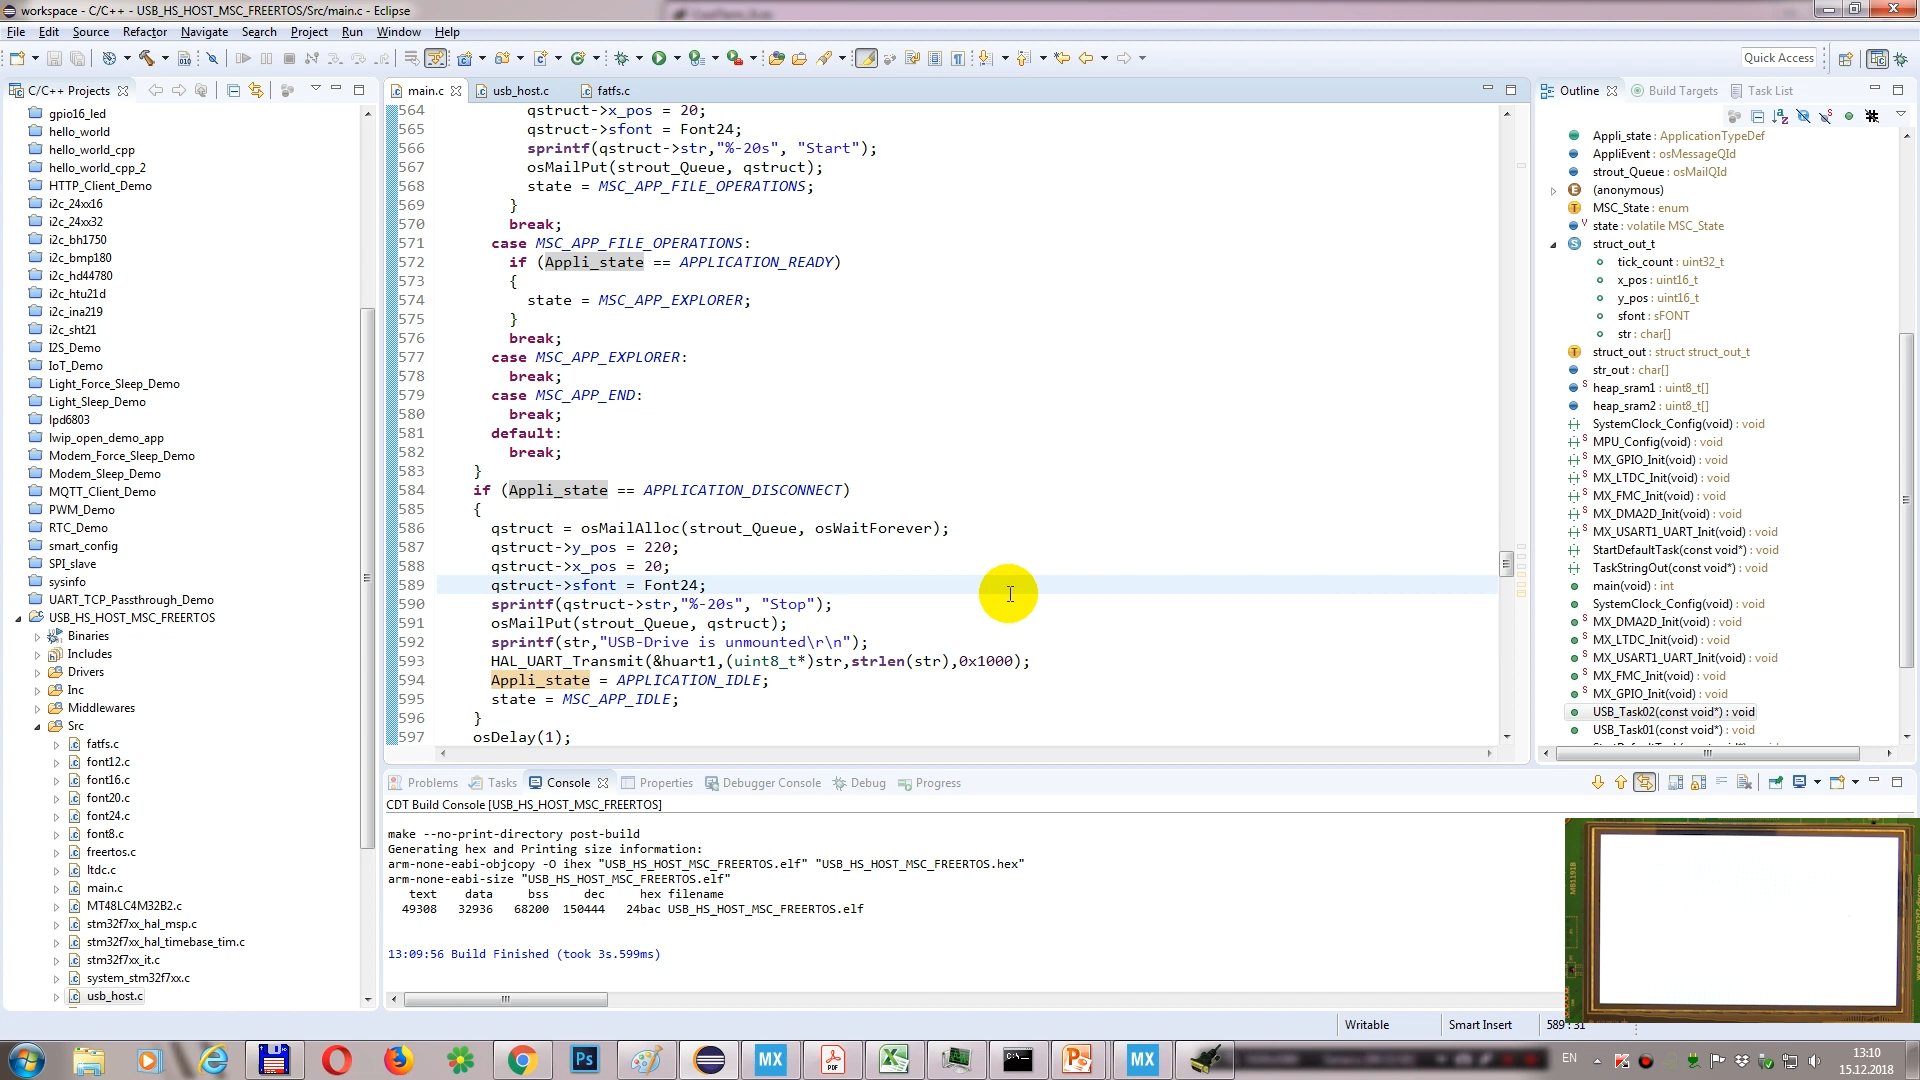 workspace - C/C++ - USB_HS_HOST_MSC_FREERTOS/Src/main.c - Eclipse
File Edit Source Refactor Navigate Search Project Run Window Help
Quick Access
C/C++ Projects
gpio16_led
hello_world
hello_world_cpp
hello_world_cpp_2
HTTP_Client_Demo
i2c_24xx16
i2c_24xx32
i2c_bh1750
i2c_bmp180
i2c_hd44780
i2c_htu21d
i2c_ina219
i2c_sht21
I2S_Demo
IoT_Demo
Light_Force_Sleep_Demo
Light_Sleep_Demo
lpd6803
lwip_open_demo_app
Modem_Force_Sleep_Demo
Modem_Sleep_Demo
MQTT_Client_Demo
PWM_Demo
RTC_Demo
smart_config
SPI_slave
sysinfo
UART_TCP_Passthrough_Demo
USB_HS_HOST_MSC_FREERTOS
Binaries
Includes
Drivers
Inc
Middlewares
Src
fatfs.c
font12.c
font16.c
font20.c
font24.c
font8.c
freertos.c
ltdc.c
main.c
MT48LC4M32B2.c
stm32f7xx_hal_msp.c
stm32f7xx_hal_timebase_tim.c
stm32f7xx_it.c
system_stm32f7xx.c
usb_host.c
main.c usb_host.c fatfs.c
564 qstruct->x_pos = 20;
565 qstruct->sfont = Font24;
566 sprintf(qstruct->str,"%-20s", "Start");
567 osMailPut(strout_Queue, qstruct);
568 state = MSC_APP_FILE_OPERATIONS;
569 }
570 break;
571 case MSC_APP_FILE_OPERATIONS:
572 if (Appli_state == APPLICATION_READY)
573 {
574 state = MSC_APP_EXPLORER;
575 }
576 break;
577 case MSC_APP_EXPLORER:
578 break;
579 case MSC_APP_END:
580 break;
581 default:
582 break;
583 }
584 if (Appli_state == APPLICATION_DISCONNECT)
585 {
586 qstruct = osMailAlloc(strout_Queue, osWaitForever);
587 qstruct->y_pos = 220;
588 qstruct->x_pos = 20;
589 qstruct->sfont = Font24;
590 sprintf(qstruct->str,"%-20s", "Stop");
591 osMailPut(strout_Queue, qstruct);
592 sprintf(str,"USB-Drive is unmounted\r\n");
593 HAL_UART_Transmit(&huart1,(uint8_t*)str,strlen(str),0x1000);
594 Appli_state = APPLICATION_IDLE;
595 state = MSC_APP_IDLE;
596 }
597 osDelay(1);
Outline Build Targets Task List
Appli_state : ApplicationTypeDef
AppliEvent : osMessageQId
strout_Queue : osMailQId
(anonymous)
MSC_State : enum
state : volatile MSC_State
struct_out_t
tick_count : uint32_t
x_pos : uint16_t
y_pos : uint16_t
sfont : sFONT
str : char[]
struct_out : struct struct_out_t
str_out : char[]
heap_sram1 : uint8_t[]
heap_sram2 : uint8_t[]
SystemClock_Config(void) : void
MPU_Config(void) : void
MX_GPIO_Init(void) : void
MX_LTDC_Init(void) : void
MX_FMC_Init(void) : void
MX_DMA2D_Init(void) : void
MX_USART1_UART_Init(void) : void
StartDefaultTask(const void*) : void
TaskStringOut(const void*) : void
main(void) : int
SystemClock_Config(void) : void
MX_DMA2D_Init(void) : void
MX_LTDC_Init(void) : void
MX_USART1_UART_Init(void) : void
MX_FMC_Init(void) : void
MX_GPIO_Init(void) : void
USB_Task02(const void*) : void
USB_Task01(const void*) : void
Problems Tasks Console Properties Debugger Console Debug Progress
CDT Build Console [USB_HS_HOST_MSC_FREERTOS]
make --no-print-directory post-build
Generating hex and Printing size information:
arm-none-eabi-objcopy -O ihex "USB_HS_HOST_MSC_FREERTOS.elf" "USB_HS_HOST_MSC_FREERTOS.hex"
arm-none-eabi-size "USB_HS_HOST_MSC_FREERTOS.elf"
text data bss dec hex filename
49308 32936 68200 150444 24bac USB_HS_HOST_MSC_FREERTOS.elf
13:09:56 Build Finished (took 3s.599ms)
MB1191B
Writable Smart Insert 589 : 31
Ps MX PDF MX
EN
13:10
15.12.2018